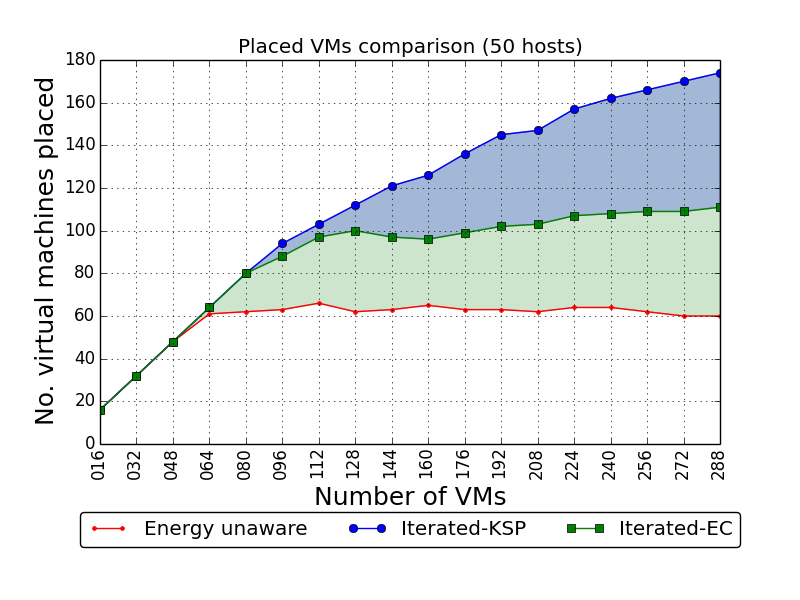 Placed VMs comparison (50 hosts)
No. virtual machines placed
180
160
140
120
100
80
60
40
20
0
016 032 048 064 080 096 112 128 144 160 176 192 208 224 240 256 272 288
Number of VMs
Energy unaware Iterated-KSP Iterated-EC